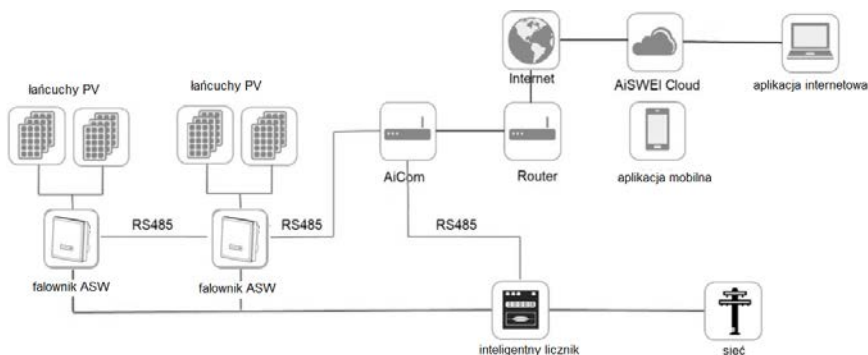 łańcuchy PV
łańcuchy PV
Internet
AiSWEI Cloud
aplikacja internetowa
AiCom
Router
aplikacja mobilna
RS485
RS485
RS485
falownik ASW
falownik ASW
inteligentny licznik
sieć